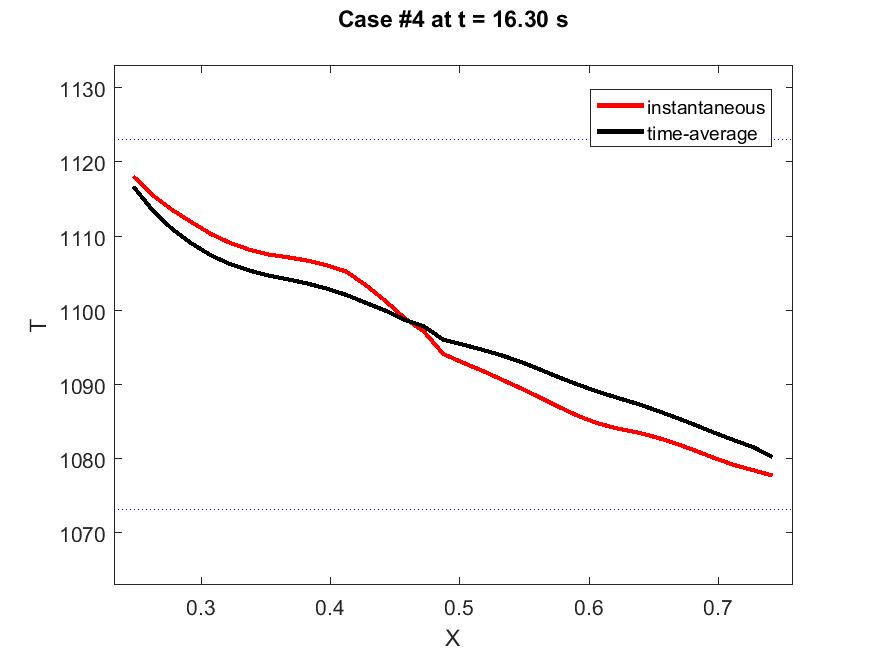 Case #4 at t = 16.30 s
1130
1120
1110
1100
1090
1080
1070
T
instantaneous
time-average
0.3 0.4 0.5 0.6 0.7
X